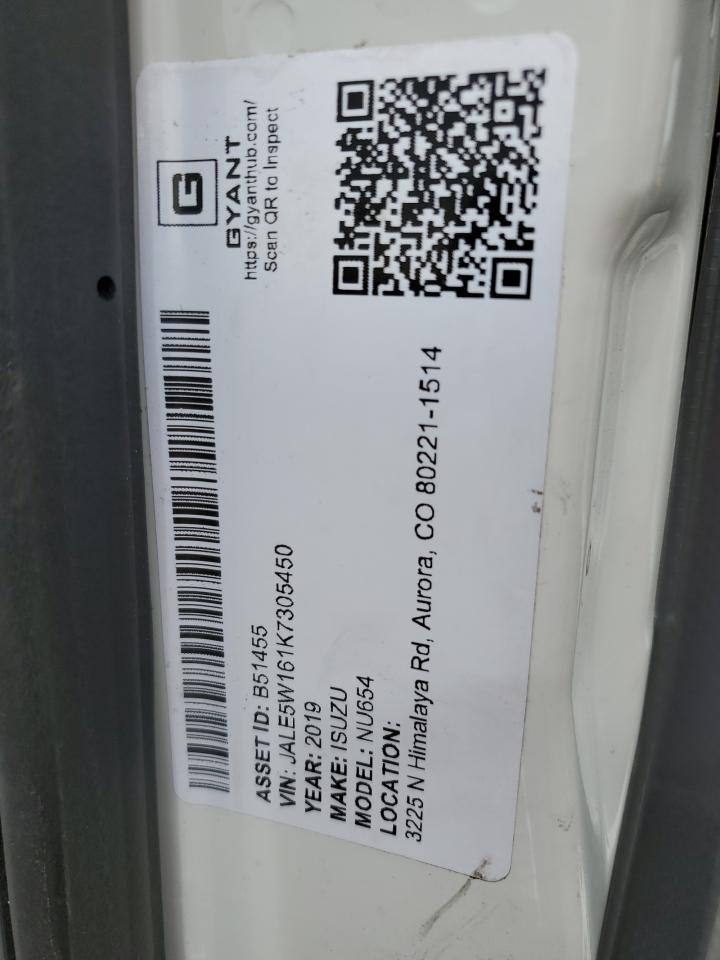 G
GYANT
https://gyanthub.com/
Scan QR to Inspect
ASSET ID: B51455
VIN: JALE5W161K7305450
YEAR: 2019
MAKE: ISUZU
MODEL: NU654
LOCATION:
3225 N Himalaya Rd, Aurora, CO 80221-1514